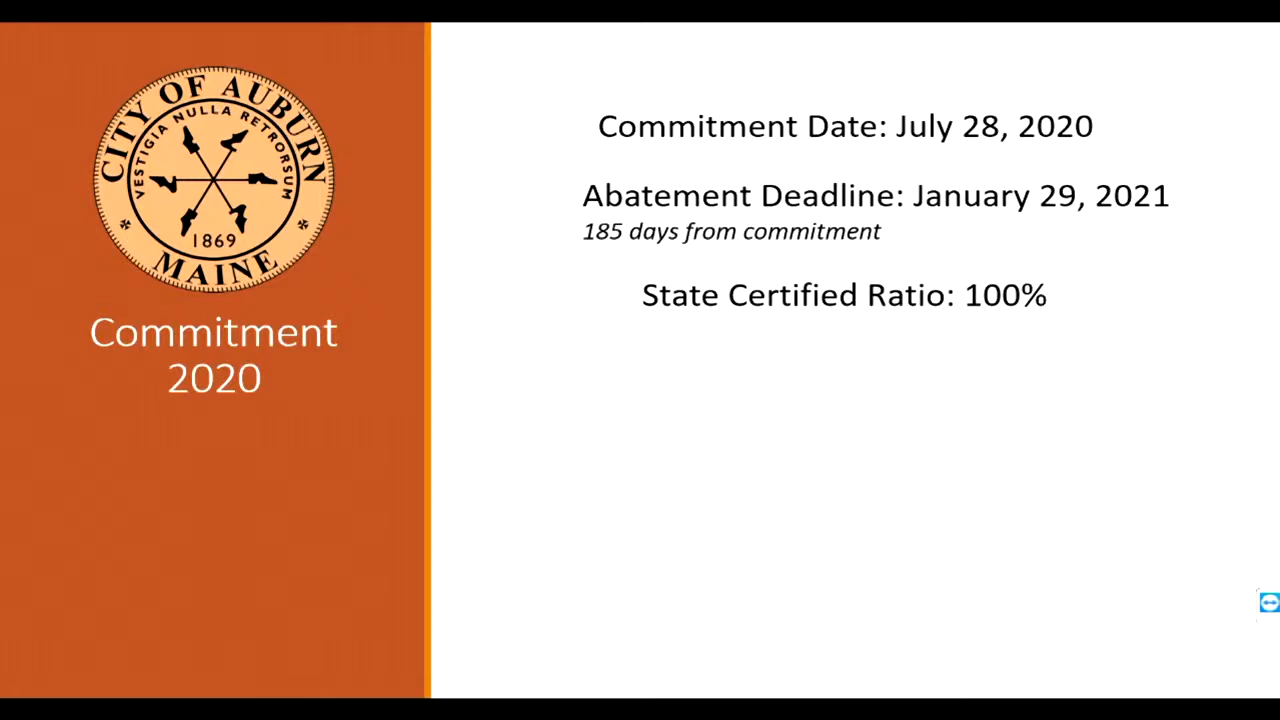 CITY OF AUBURN
VESTIGIA NULLA RETRORSUM
1869
MAINE
Commitment
2020
Commitment Date: July 28, 2020
Abatement Deadline: January 29, 2021
185 days from commitment
State Certified Ratio: 100%